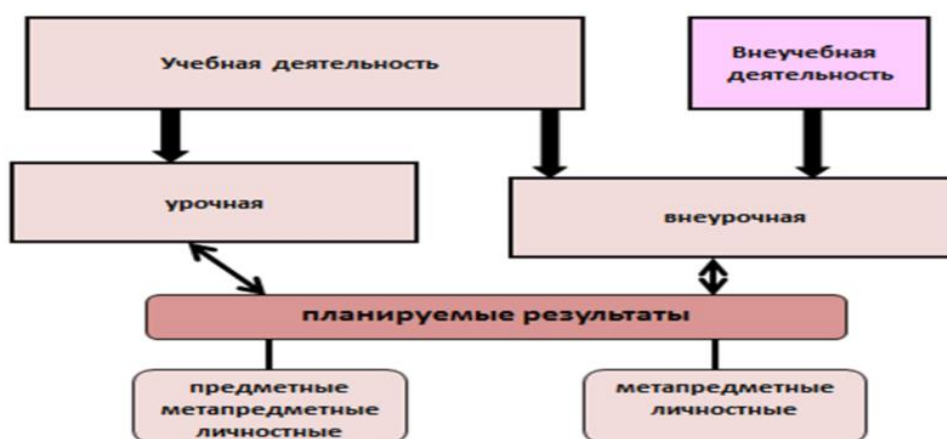 Учебная деятельность
Внеучебная
деятельность
урочная
внеурочная
планируемые результаты
предметные
метапредметные
личностные
метапредметные
личностные